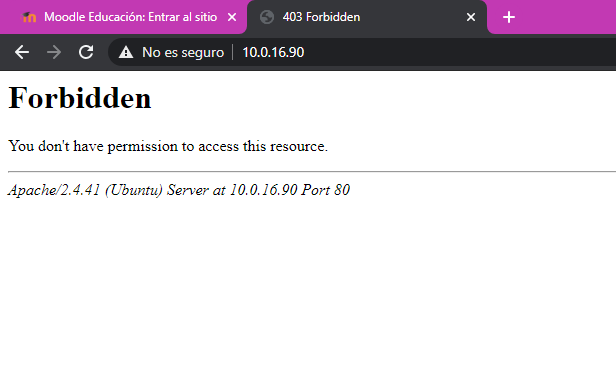 Moodle Educación: Entrar al sitio
403 Forbidden
No es seguro
10.0.16.90
Forbidden
You don't have permission to access this resource.
Apache/2.4.41 (Ubuntu) Server at 10.0.16.90 Port 80